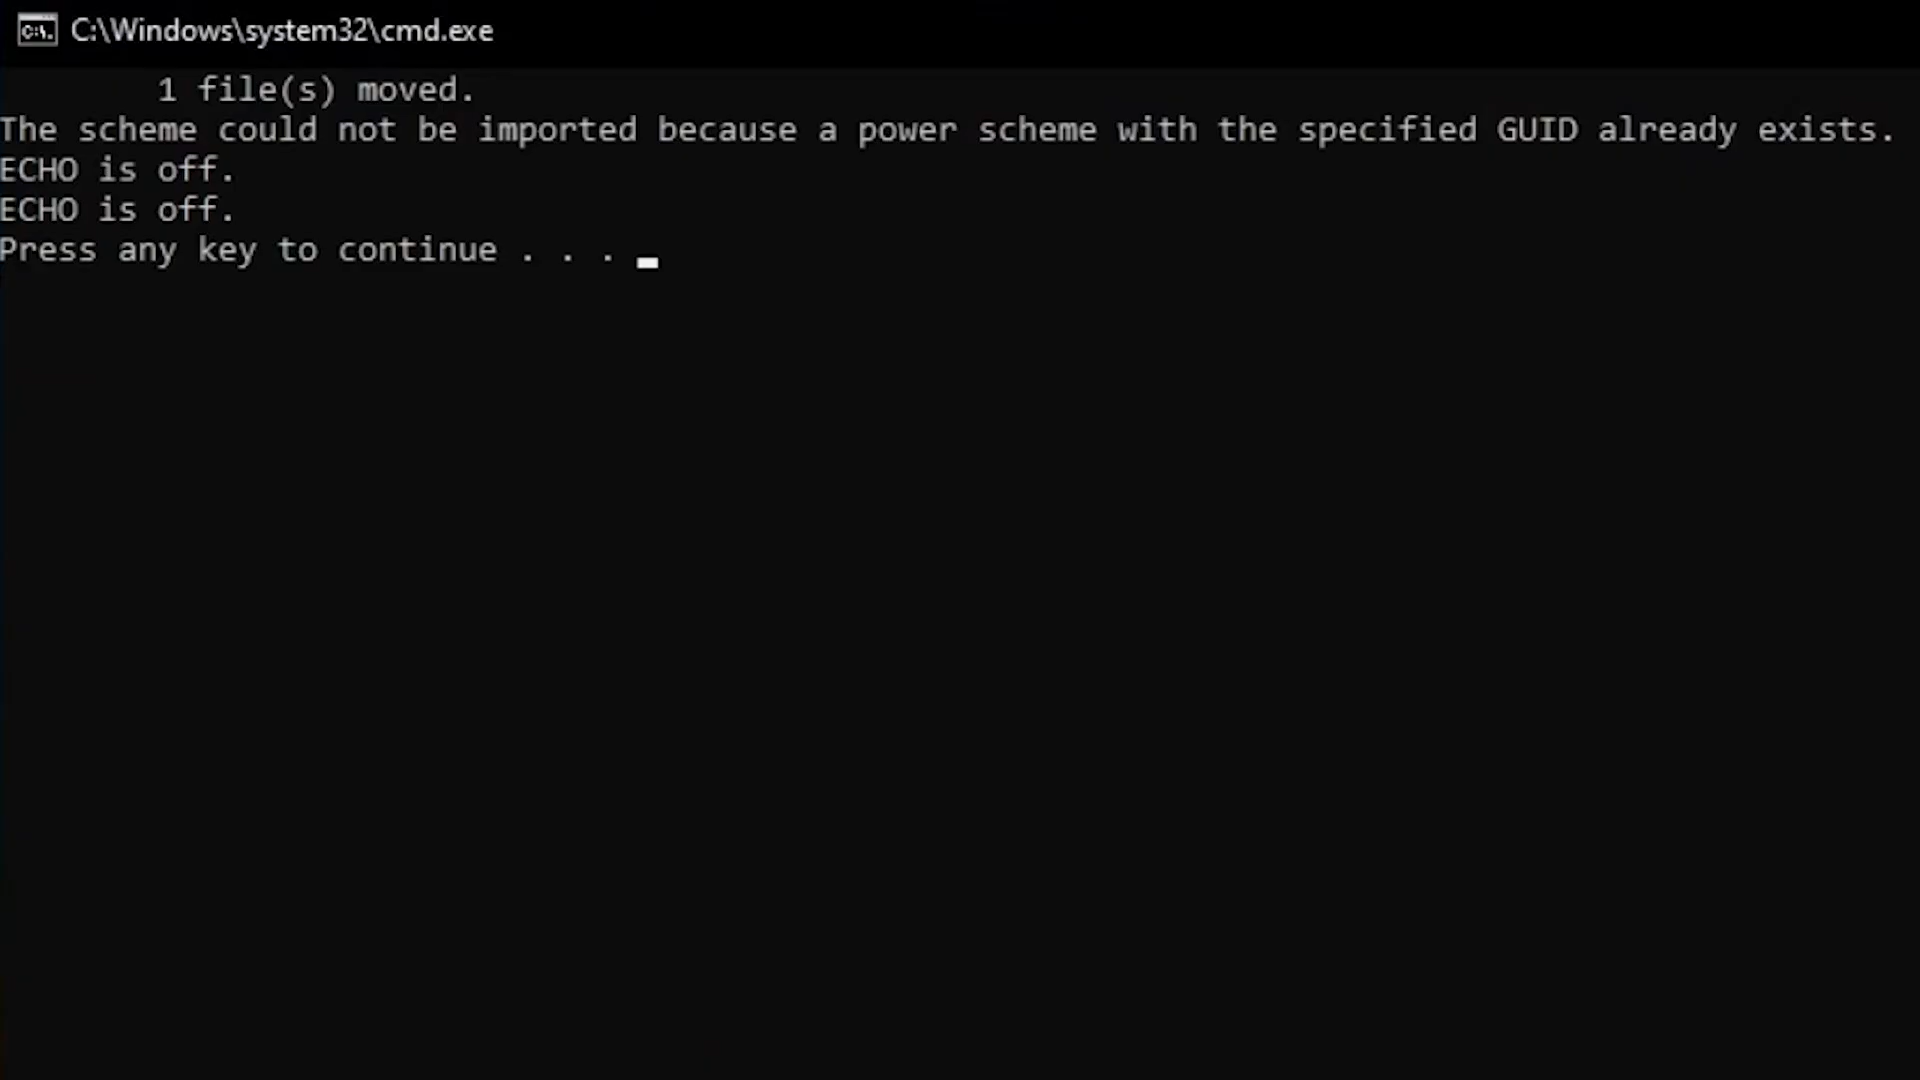 C:\Windows\system32\cmd.exe
1 file(s) moved.
The scheme could not be imported because a power scheme with the specified GUID already exists.
ECHO is off.
ECHO is off.
Press any key to continue . . .